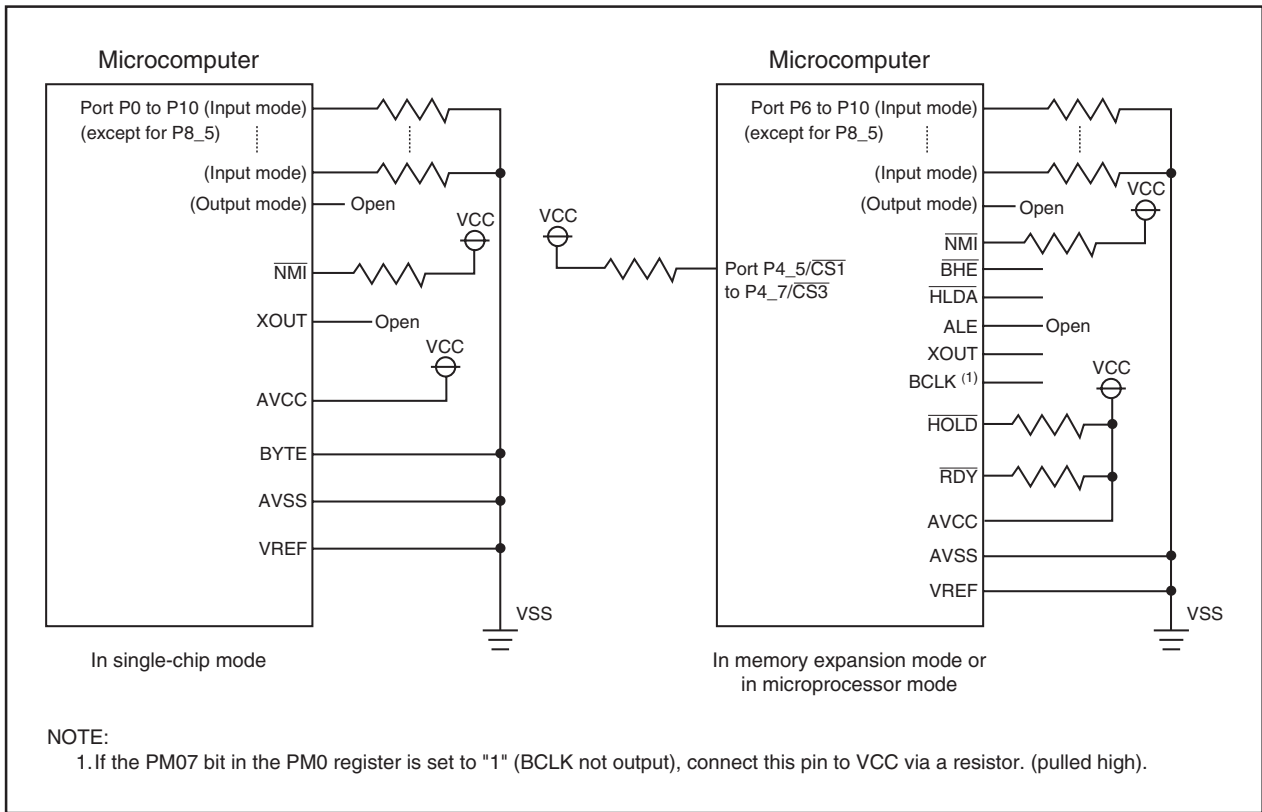 Microcomputer
Port P0 to P10 (Input mode)
(except for P8_5)
(Input mode)
(Output mode)
Open
VCC
NMI
XOUT
Open
VCC
AVCC
BYTE
AVSS
VREF
VSS
In single-chip mode
Microcomputer
Port P6 to P10 (Input mode)
(except for P8_5)
(Input mode)
(Output mode)
Open
VCC
NMI
VCC
Port P4_5/CS1
to P4_7/CS3
BHE
HLDA
ALE
Open
XOUT
BCLK (1)
VCC
HOLD
RDY
AVCC
AVSS
VREF
VSS
In memory expansion mode or
in microprocessor mode
NOTE:
1.If the PM07 bit in the PM0 register is set to "1" (BCLK not output), connect this pin to VCC via a resistor. (pulled high).